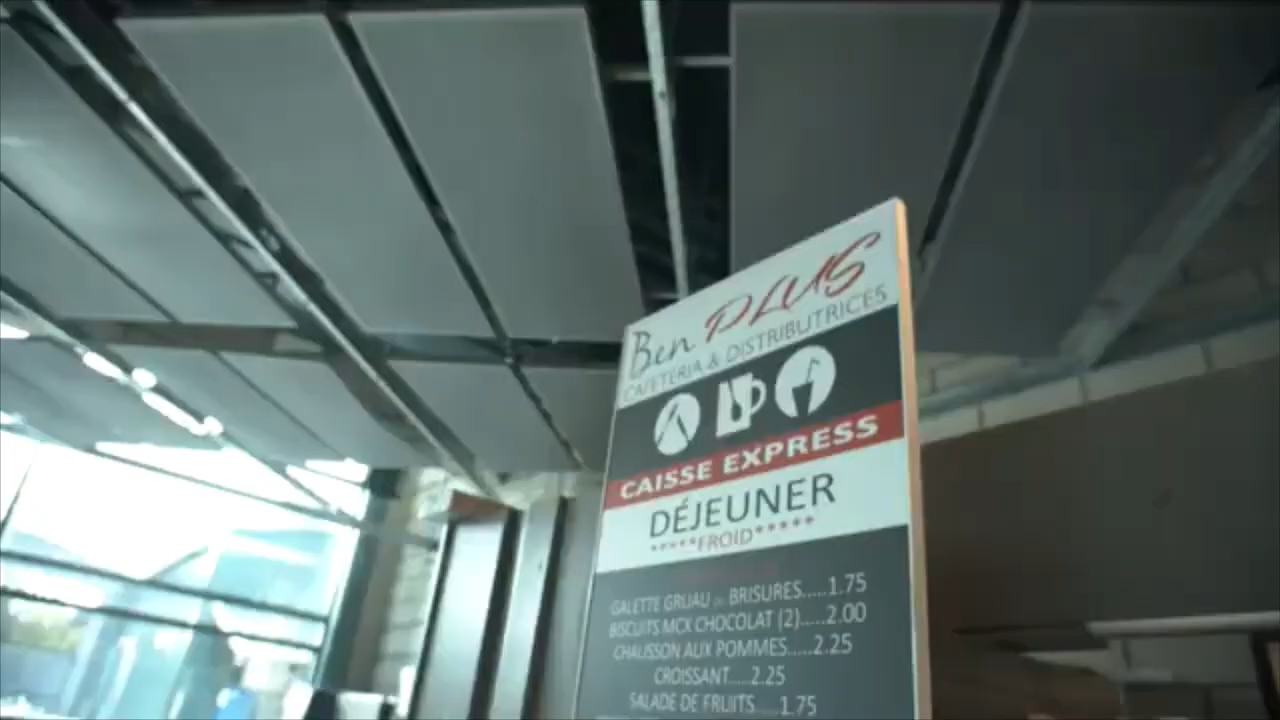 Ben PLUS
CAFETERIA & DISTRIBUTRICES
CAISSE EXPRESS
DÉJEUNER
*****FROID*****
GALETTE GRUAU OU BRISURES.....1.75
BISCUITS MCX CHOCOLAT (2).....2.00
CHAUSSON AUX POMMES.....2.25
CROISSANT....2.25
SALADE DE FRUITS....1.75